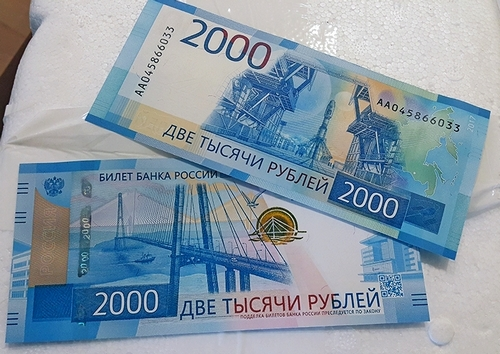 2000
АА045866033
АА045866033
2017
ДВЕ ТЫСЯЧИ РУБЛЕЙ
2000
БИЛЕТ БАНКА РОССИИ
2000
ДВЕ ТЫСЯЧИ РУБЛЕЙ
ПОДДЕЛКА БИЛЕТОВ БАНКА РОССИИ ПРЕСЛЕДУЕТСЯ ПО ЗАКОНУ